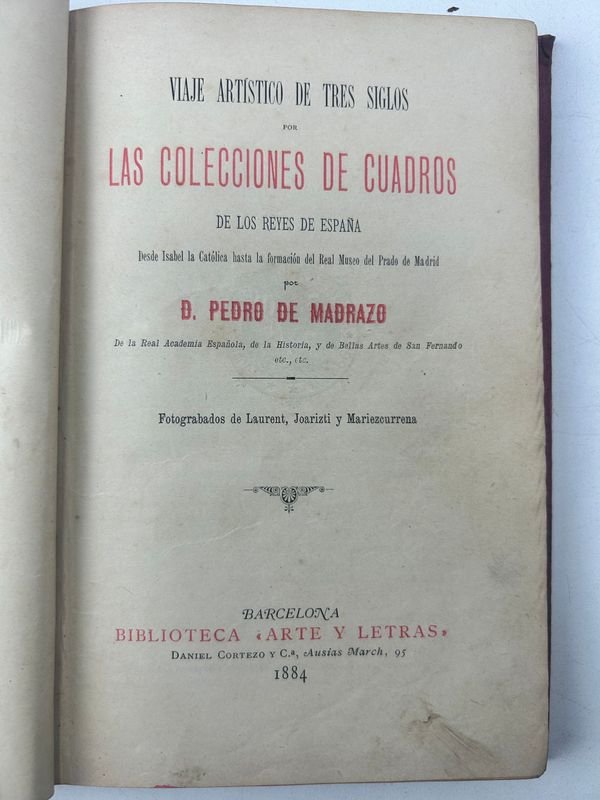 VIAJE ARTÍSTICO DE TRES SIGLOS
POR
LAS COLECCIONES DE CUADROS
DE LOS REYES DE ESPAÑA
Desde Isabel la Católica hasta la formación del Real Museo del Prado de Madrid
por
D. PEDRO DE MADRAZO
De la Real Academia Española, de la Historia, y de Bellas Artes de San Fernando
etc., etc.
Fotograbados de Laurent, Joarizti y Mariezcurrena
BARCELONA
BIBLIOTECA «ARTE Y LETRAS»
DANIEL CORTEZO Y C.ª, Ausias March, 95
1884